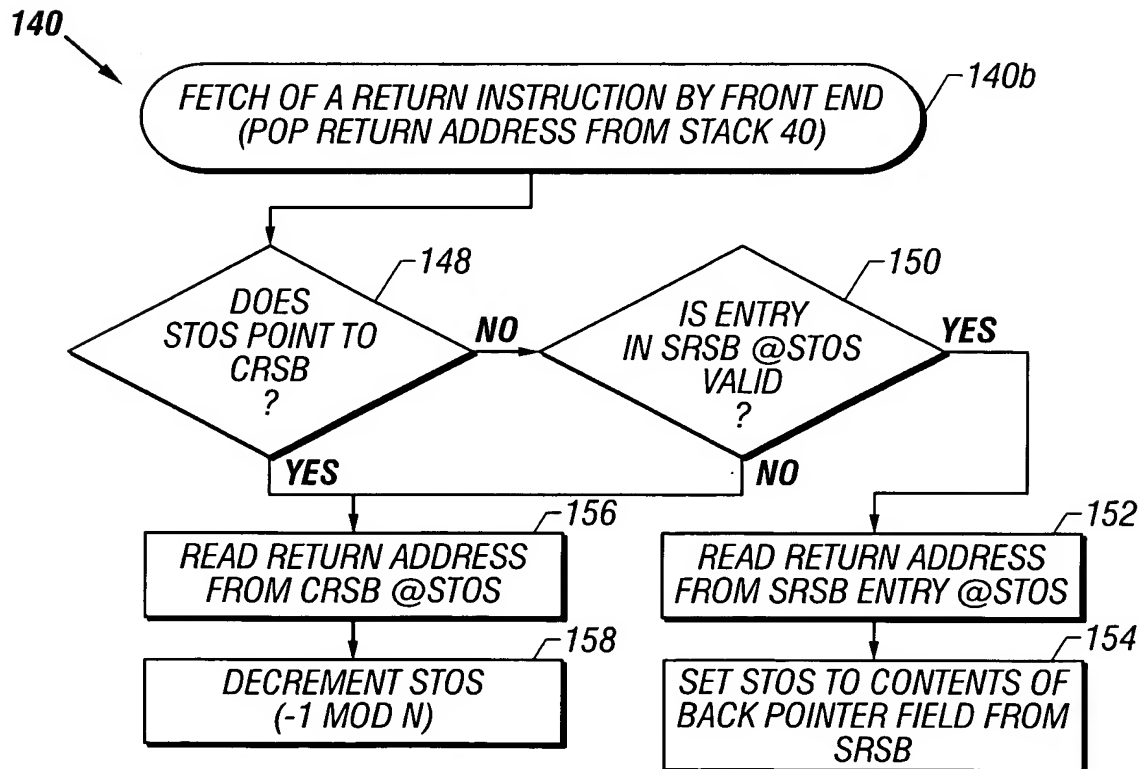 140
140b
FETCH OF A RETURN INSTRUCTION BY FRONT END
(POP RETURN ADDRESS FROM STACK 40)
148
DOES
STOS POINT TO
CRSB
?
NO
YES
150
IS ENTRY
IN SRSB @STOS
VALID
?
YES
NO
156
READ RETURN ADDRESS
FROM CRSB @STOS
152
READ RETURN ADDRESS
FROM SRSB ENTRY @STOS
158
DECREMENT STOS
(-1 MOD N)
154
SET STOS TO CONTENTS OF
BACK POINTER FIELD FROM
SRSB